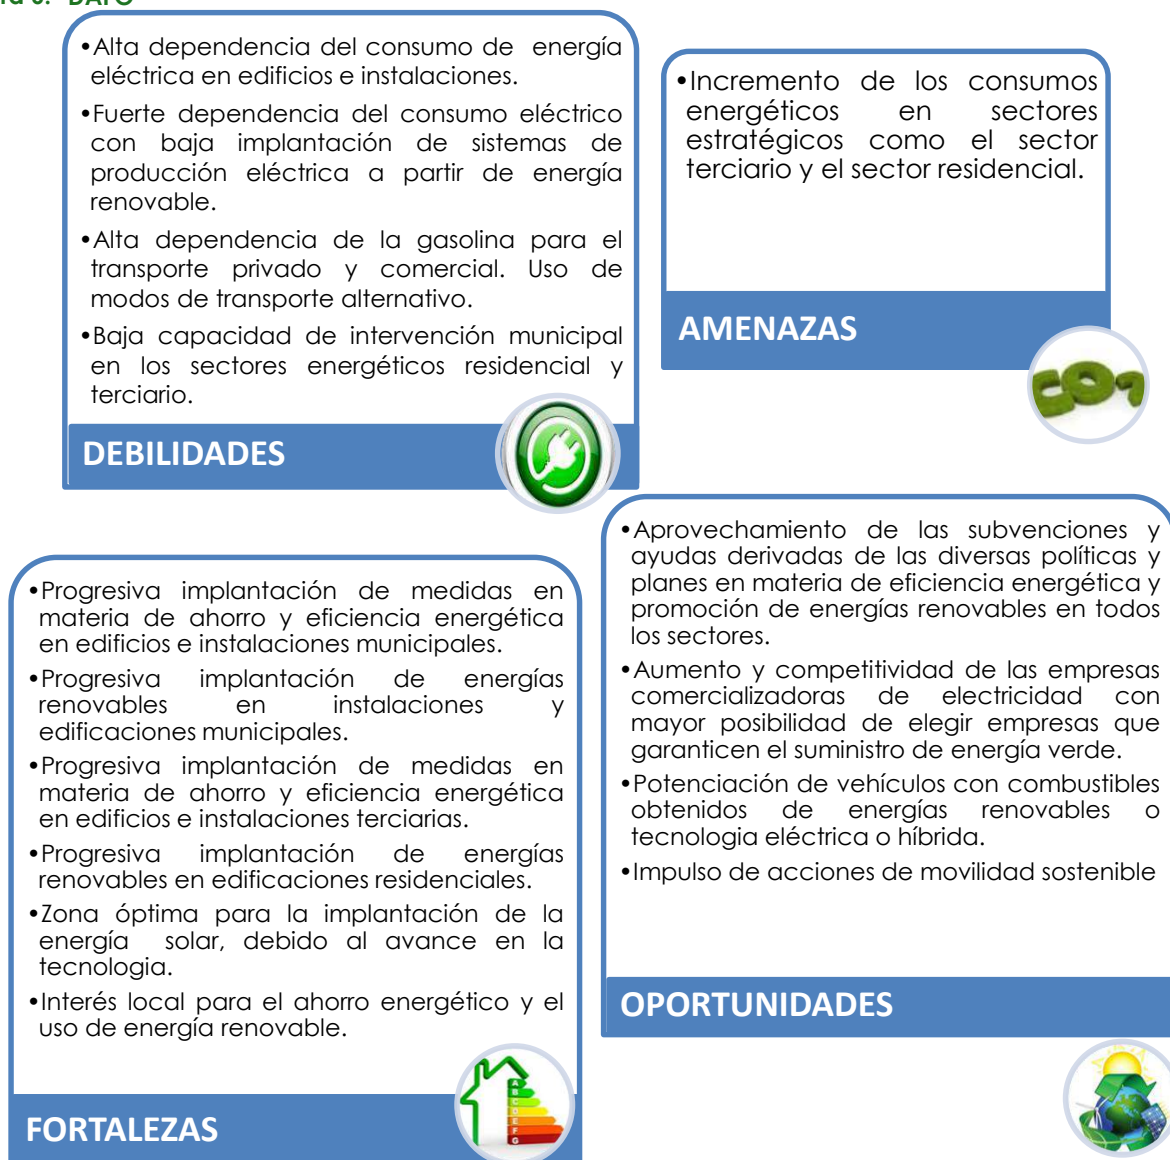 DAFO
•Alta dependencia del consumo de energía
eléctrica en edificios e instalaciones.
•Fuerte dependencia del consumo eléctrico
con baja implantación de sistemas de
producción eléctrica a partir de energía
renovable.
•Alta dependencia de la gasolina para el
transporte privado y comercial. Uso de
modos de transporte alternativo.
•Baja capacidad de intervención municipal
en los sectores energéticos residencial y
terciario.
DEBILIDADES
•Incremento de los consumos
energéticos en sectores
estratégicos como el sector
terciario y el sector residencial.
AMENAZAS
•Progresiva implantación de medidas en
materia de ahorro y eficiencia energética
en edificios e instalaciones municipales.
•Progresiva implantación de energías
renovables en instalaciones y
edificaciones municipales.
•Progresiva implantación de medidas en
materia de ahorro y eficiencia energética
en edificios e instalaciones terciarias.
•Progresiva implantación de energías
renovables en edificaciones residenciales.
•Zona óptima para la implantación de la
energía solar, debido al avance en la
tecnologia.
•Interés local para el ahorro energético y el
uso de energía renovable.
A
B
C
D
E
F
G
FORTALEZAS
•Aprovechamiento de las subvenciones y
ayudas derivadas de las diversas políticas y
planes en materia de eficiencia energética y
promoción de energías renovables en todos
los sectores.
•Aumento y competitividad de las empresas
comercializadoras de electricidad con
mayor posibilidad de elegir empresas que
garanticen el suministro de energía verde.
•Potenciación de vehículos con combustibles
obtenidos de energías renovables o
tecnologia eléctrica o híbrida.
•Impulso de acciones de movilidad sostenible
OPORTUNIDADES